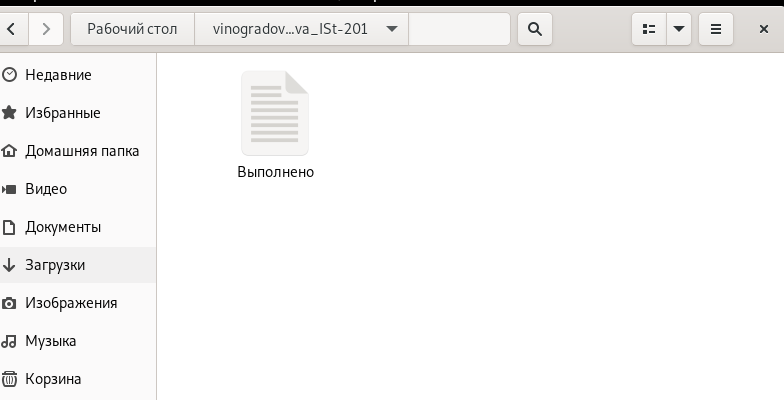 Рабочий стол
vinogradov...va_ISt-201
Недавние
Избранные
Домашняя папка
Видео
Документы
Загрузки
Изображения
Музыка
Корзина
Выполнено